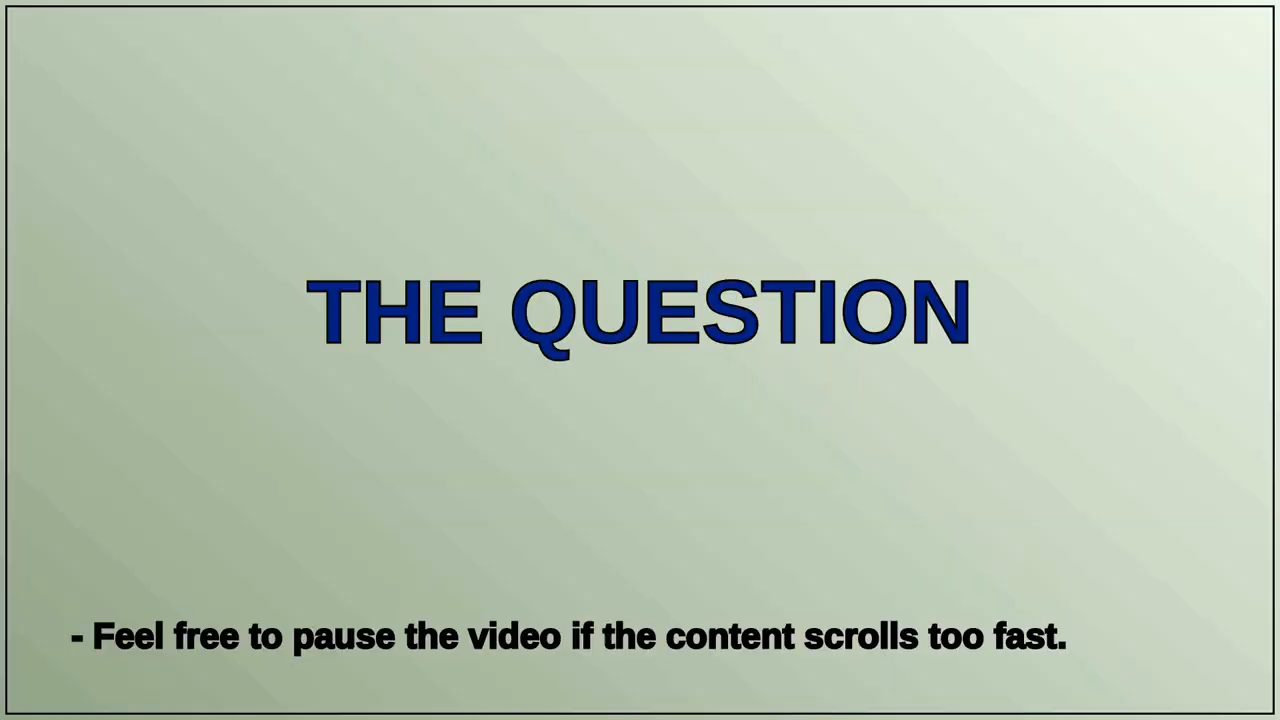 THE QUESTION
- Feel free to pause the video if the content scrolls too fast.